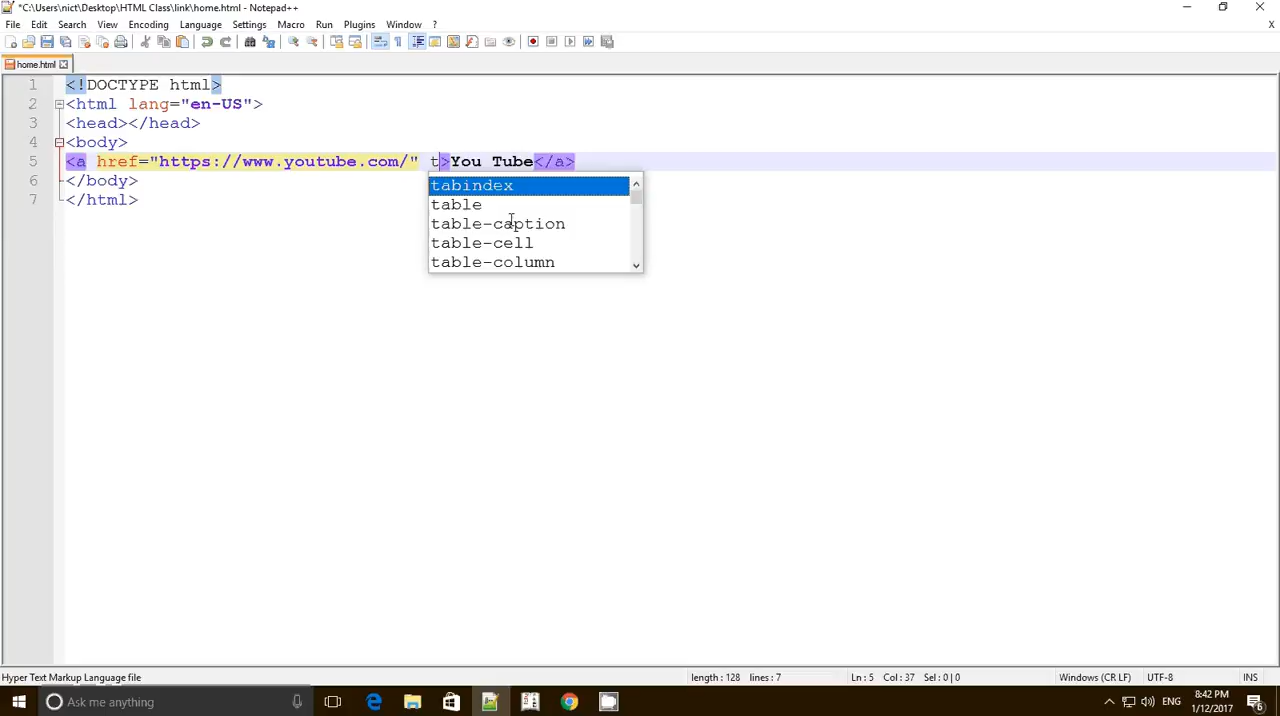 *C:\Users\nict\Desktop\HTML Class\link\home.html - Notepad++
File Edit Search View Encoding Language Settings Macro Run Plugins Window ? X
home.html
1 <!DOCTYPE html>
2 <html lang="en-US">
3 <head></head>
4 <body>
5 <a href="https://www.youtube.com/" t>You Tube</a>
6 </body>
7 </html>
tabindex
table
table-caption
table-cell
table-column
Hyper Text Markup Language file length : 128 lines : 7 Ln : 5 Col : 37 Sel : 0 | 0 Windows (CR LF) UTF-8 INS
Ask me anything ENG 8:42 PM
1/12/2017 6